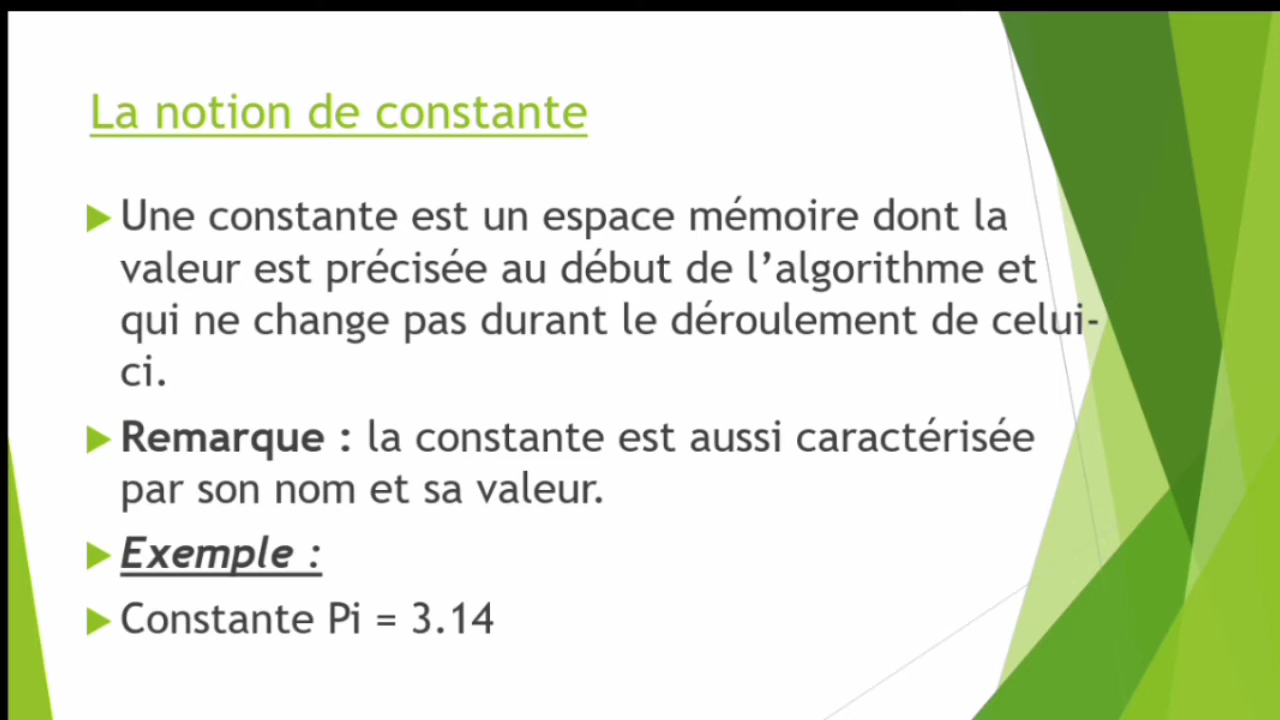 La notion de constante
Une constante est un espace mémoire dont la
valeur est précisée au début de l’algorithme et
qui ne change pas durant le déroulement de celui-
ci.
Remarque : la constante est aussi caractérisée
par son nom et sa valeur.
Exemple :
Constante Pi = 3.14